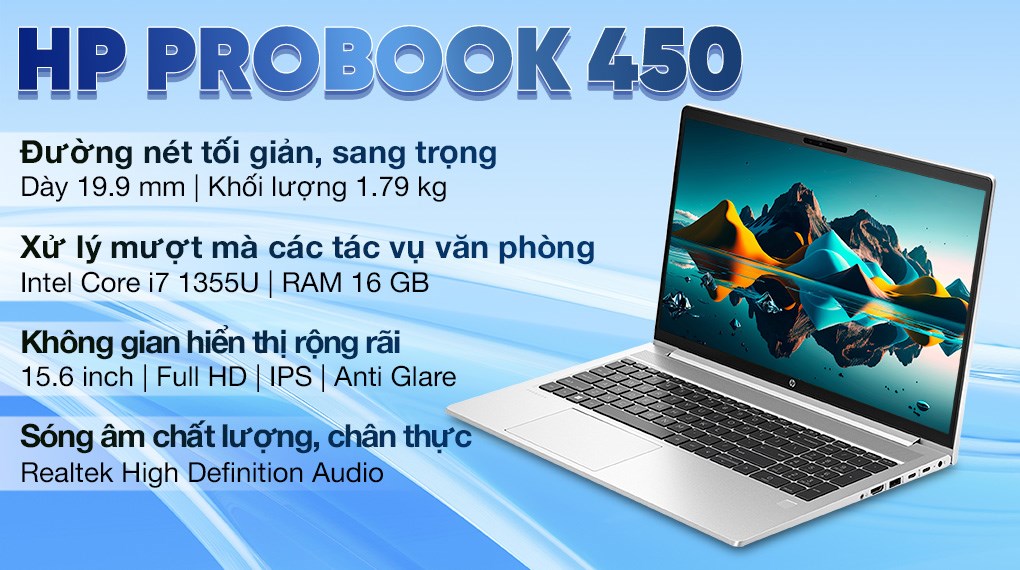 HP PROBOOK 450
Đường nét tối giản, sang trọng
Dày 19.9 mm | Khối lượng 1.79 kg
Xử lý mượt mà các tác vụ văn phòng
Intel Core i7 1355U | RAM 16 GB
Không gian hiển thị rộng rãi
15.6 inch | Full HD | IPS | Anti Glare
Sóng âm chất lượng, chân thực
Realtek High Definition Audio
hp